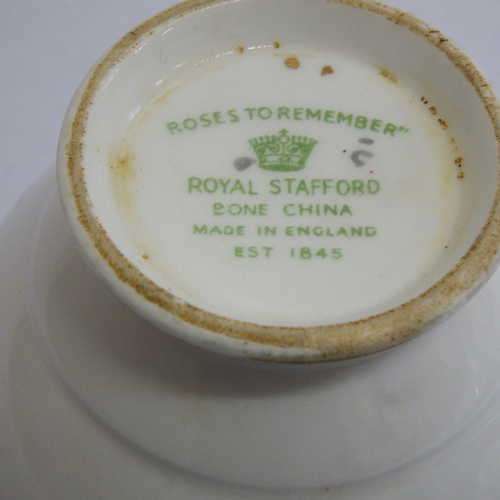 "ROSES TO REMEMBER"
ROYAL STAFFORD
BONE CHINA
MADE IN ENGLAND
EST 1845